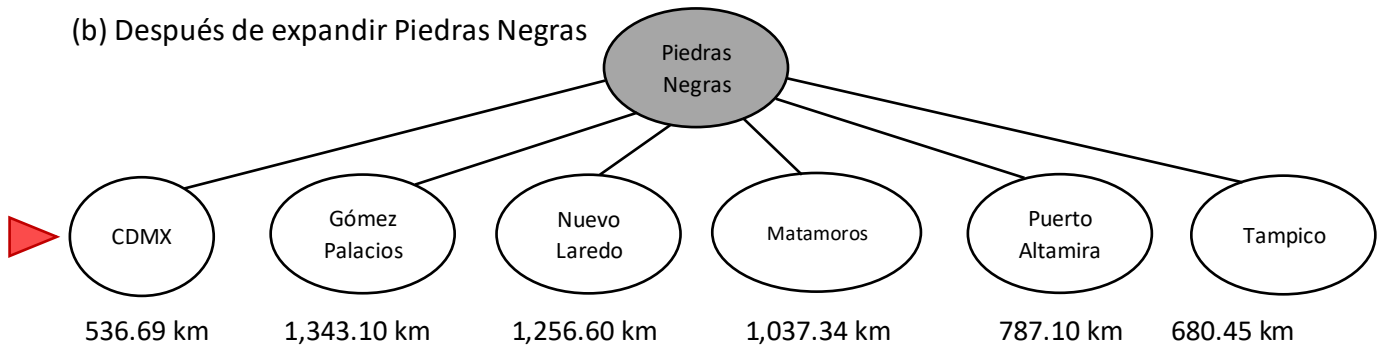 (b) Después de expandir Piedras Negras
Piedras
Negras
CDMX
Gómez
Palacios
Nuevo
Laredo
Matamoros
Puerto
Altamira
Tampico
536.69 km
1,343.10 km
1,256.60 km
1,037.34 km
787.10 km
680.45 km